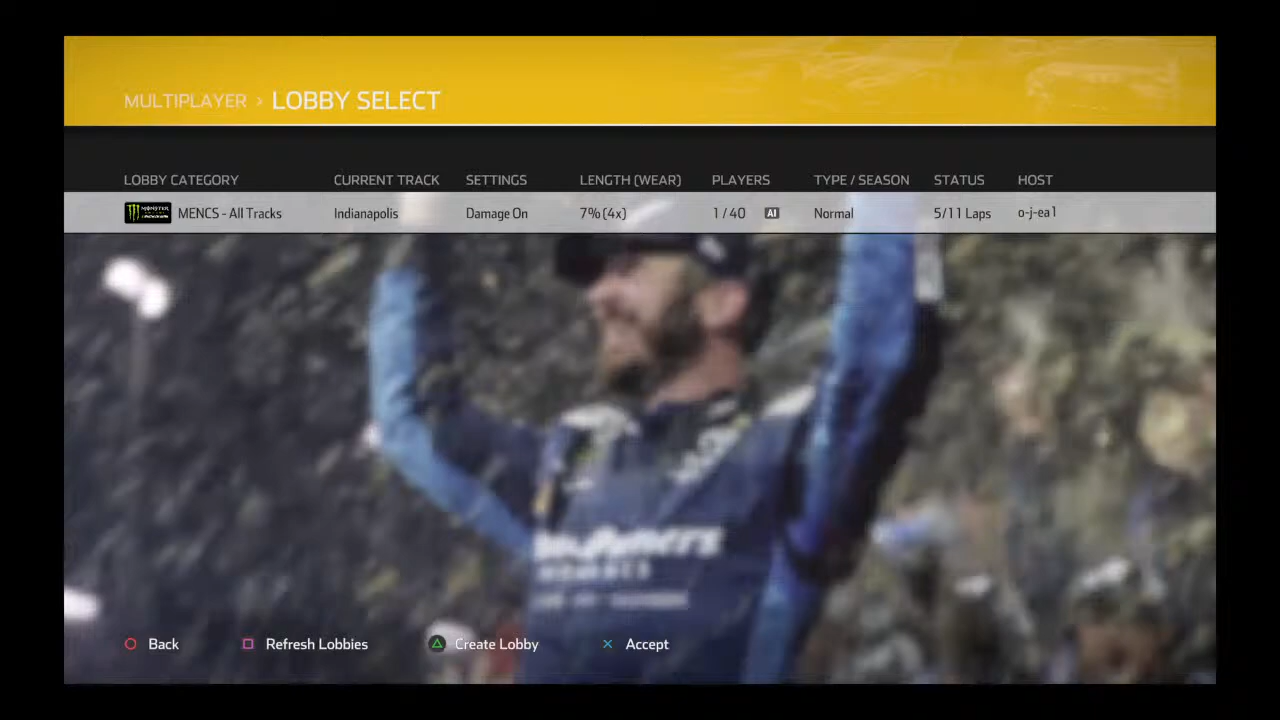 MULTIPLAYER > LOBBY SELECT
LOBBY CATEGORY CURRENT TRACK SETTINGS LENGTH (WEAR) PLAYERS TYPE / SEASON STATUS HOST
MENCS - All Tracks Indianapolis Damage On 7% (4x) 1 / 40 AI Normal 5/11 Laps o-j-ea1
Back Refresh Lobbies Create Lobby Accept